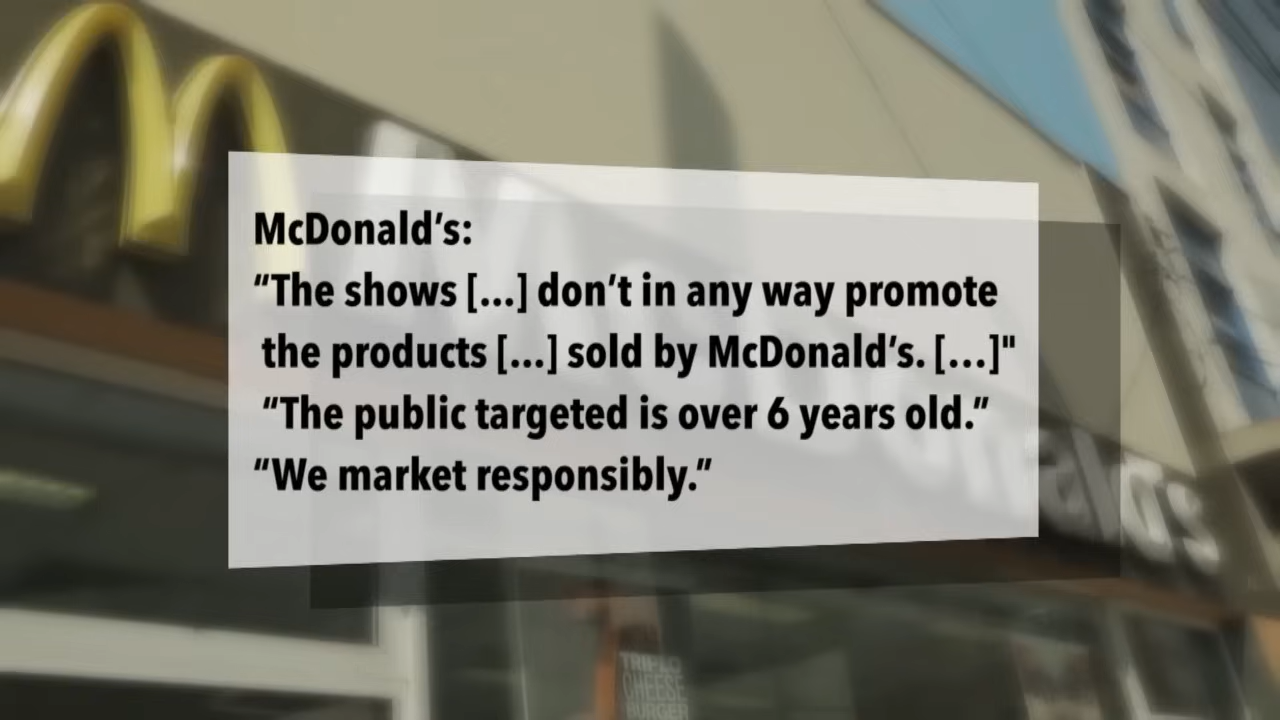 McDonald’s:
“The shows [...] don’t in any way promote
the products [...] sold by McDonald’s. [...]"
“The public targeted is over 6 years old.”
“We market responsibly.”
TRIPLO
CHEESE
BURGER